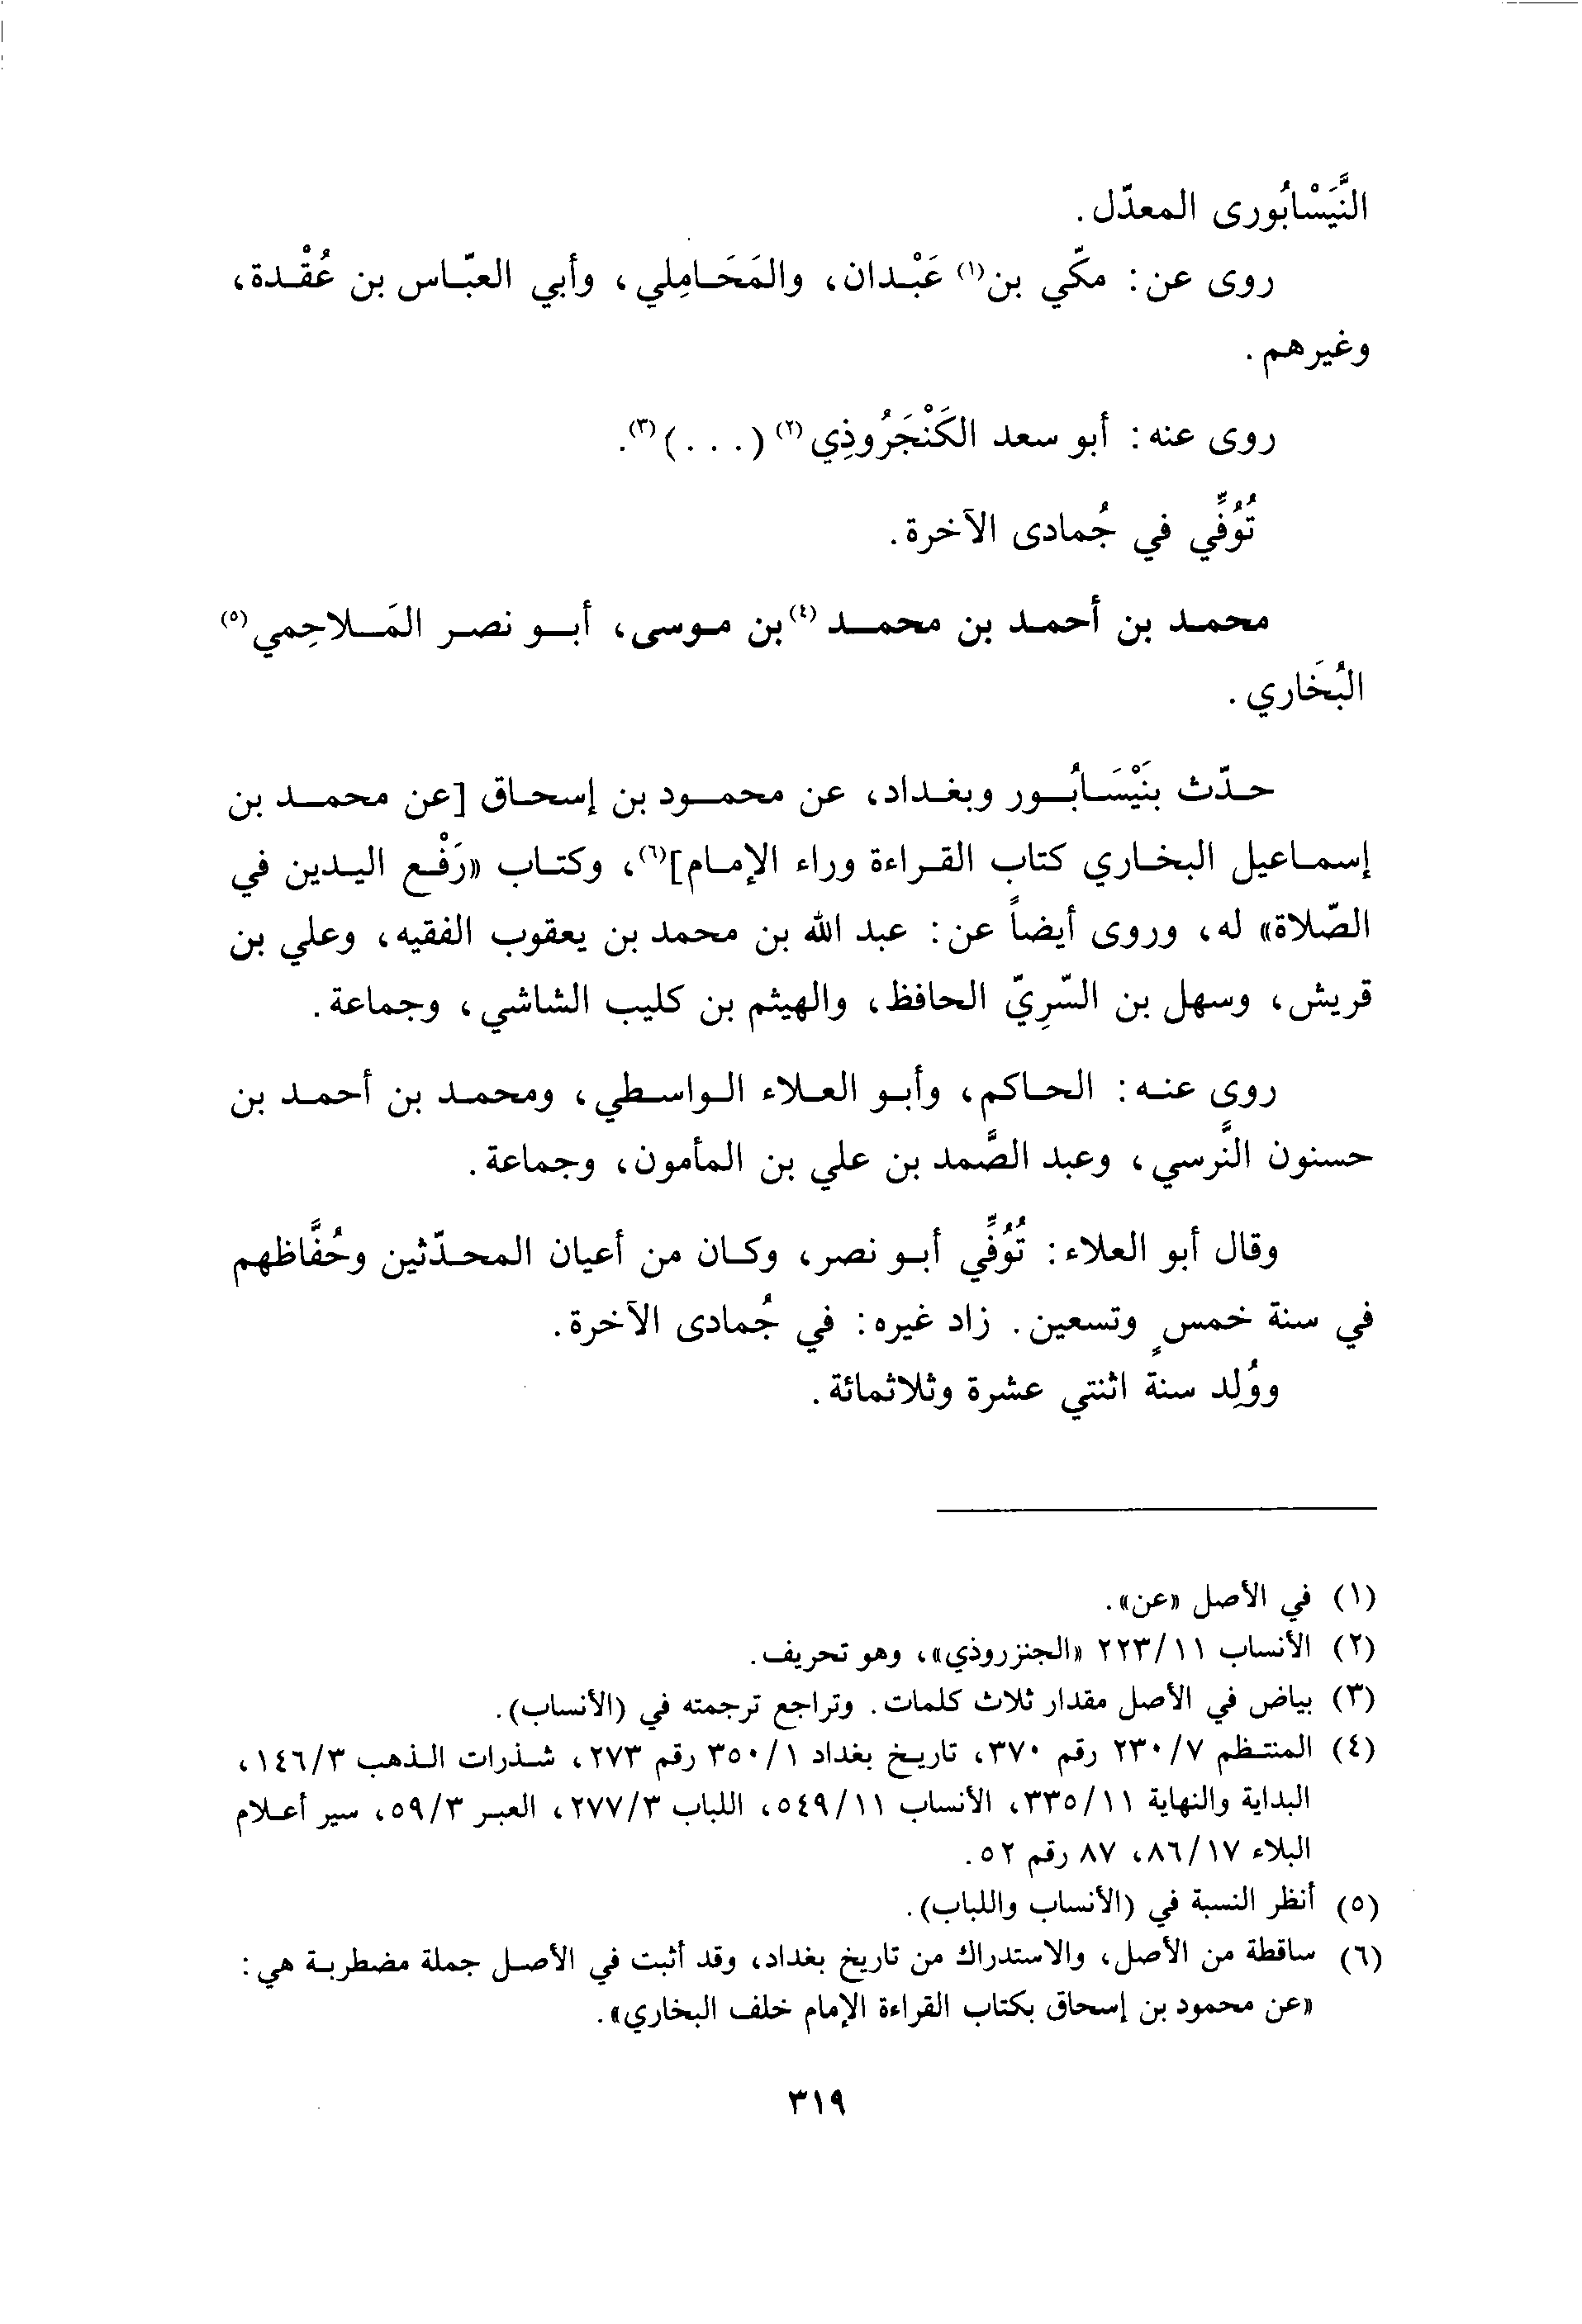 النَّيَسْابُورى المعدّل.
روى عن: مكّي بن(١) عَبْدان، والمَحَامِلي، وأبي العبّاس بن عُقْدة،
وغيرهم.
روى عنه: أبو سعد الكَنْجَرُوذِي(٢) (...)(٣).
تُوُفِّي في جُمادى الآخرة.
محمد بن أحمد بن محمد(٤) بن موسى، أبو نصر المَلاحِمي(٥)
البُخَاري.
حدّث بنَيْسَابُور وبغداد، عن محمود بن إسحاق [عن محمد بن
إسماعيل البخاري كتاب القراءة وراء الإمام](٦)، وكتاب «رَفْع اليدين في
الصّلاة» له، وروى أيضاً عن: عبد الله بن محمد بن يعقوب الفقيه، وعلي بن
قريش، وسهل بن السّرِيّ الحافظ، والهيثم بن كليب الشاشي، وجماعة.
روى عنه: الحاكم، وأبو العلاء الواسطي، ومحمد بن أحمد بن
حسنون النَّرسي، وعبد الصَّمد بن علي بن المأمون، وجماعة.
وقال أبو العلاء: تُوُفِّي أبو نصر، وكان من أعيان المحدّثين وحُفَّاظهم
في سنة خمسٍ وتسعين. زاد غيره: في جُمادى الآخرة.
ووُلِد سنة اثنتي عشرة وثلاثمائة.
(١) في الأصل «عن».
(٢) الأنساب ٢٢٣/١١ «الجنزروذي»، وهو تحريف.
(٣) بياض في الأصل مقدار ثلاث كلمات. وتراجع ترجمته في (الأنساب).
(٤) المنتظم ٢٣٠/٧ رقم ٣٧٠، تاريخ بغداد ٣٥٠/١ رقم ٢٧٣، شذرات الذهب ١٤٦/٣،
البداية والنهاية ٣٣٥/١١، الأنساب ٥٤٩/١١، اللباب ٢٧٧/٣، العبر ٥٩/٣، سير أعلام
البلاء ٨٦/١٧، ٨٧ رقم ٥٢.
(٥) أنظر النسبة في (الأنساب واللباب).
(٦) ساقطة من الأصل، والاستدراك من تاريخ بغداد، وقد أثبت في الأصل جملة مضطربة هي:
«عن محمود بن إسحاق بكتاب القراءة الإمام خلف البخاري».
٣١٩